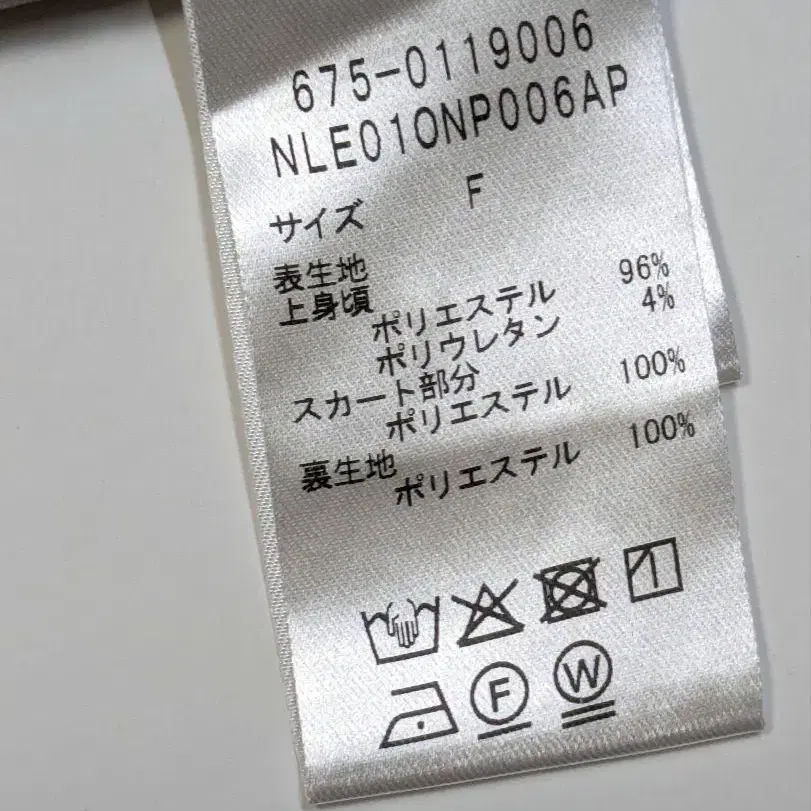 675-0119006
NLE010NP006AP
サイズ F
表生地
上身頃
ポリエステル 96%
ポリウレタン 4%
スカート部分
ポリエステル 100%
裏生地
ポリエステル 100%
F W